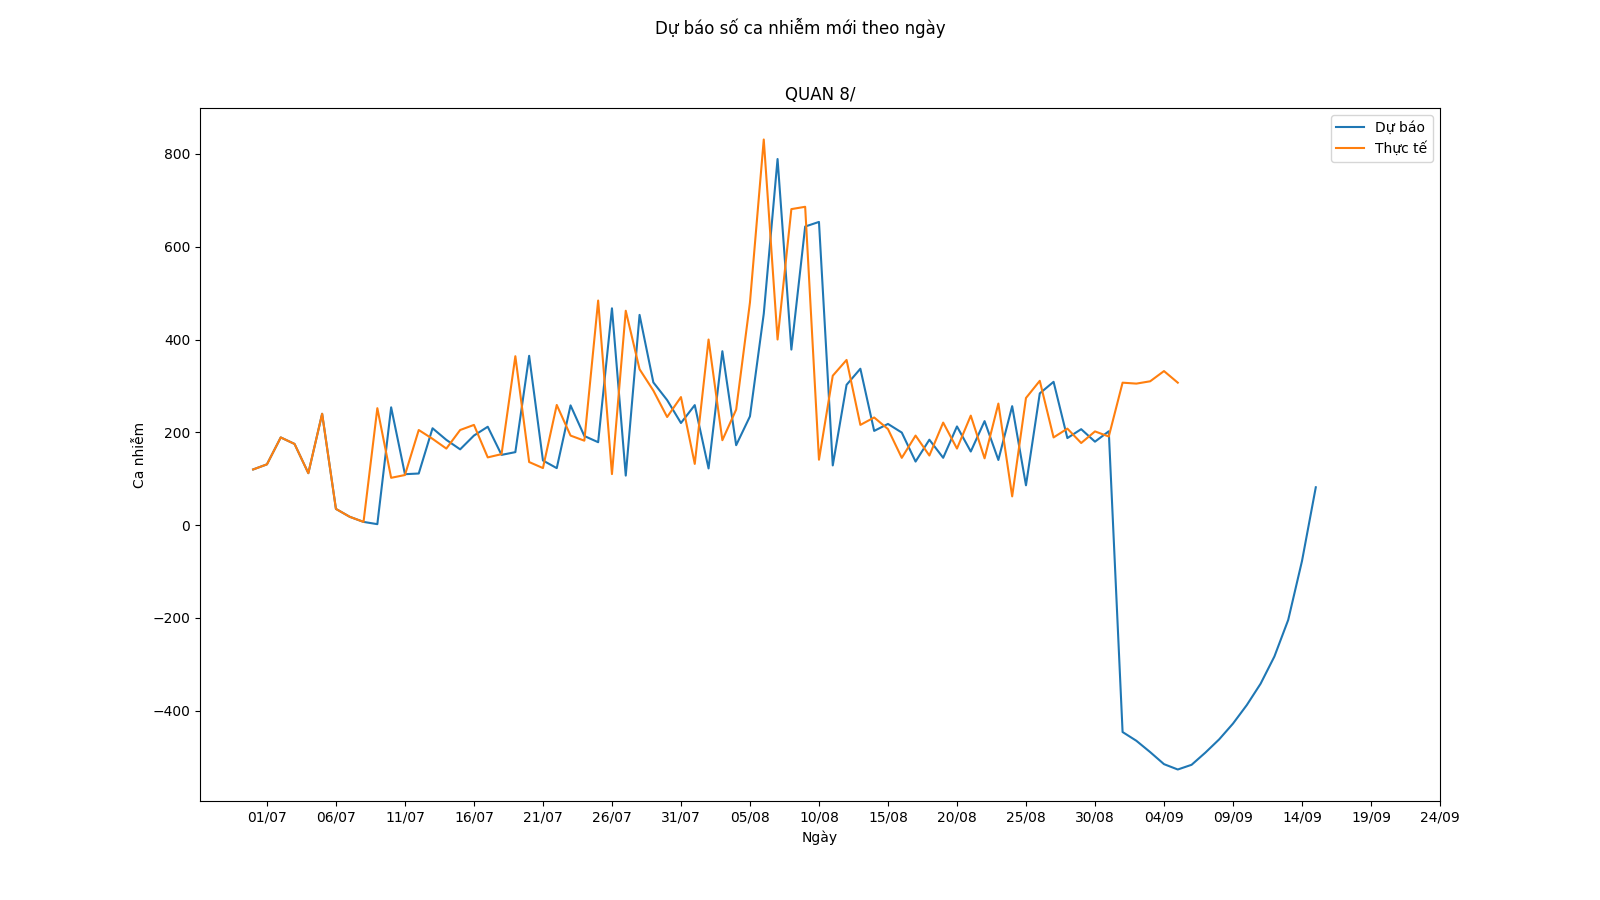 Dự báo số ca nhiễm mới theo ngày
QUAN 8/
Dự báo
Thực tế
Ca nhiễm
800
600
400
200
0
−200
−400
01/07 06/07 11/07 16/07 21/07 26/07 31/07 05/08 10/08 15/08 20/08 25/08 30/08 04/09 09/09 14/09 19/09 24/09
Ngày